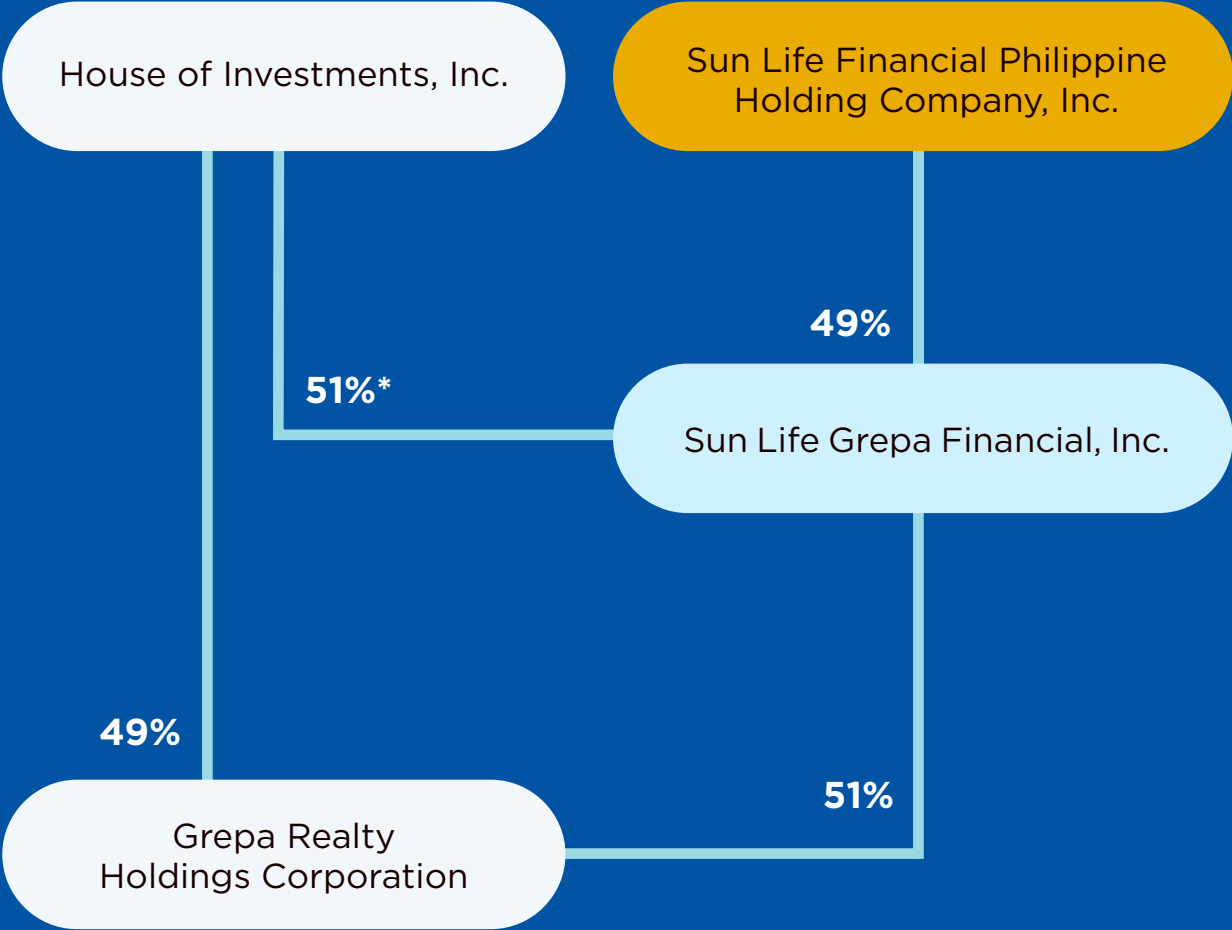 House of Investments, Inc.
Sun Life Financial Philippine
Holding Company, Inc.
49%
51%*
Sun Life Grepa Financial, Inc.
49%
51%
Grepa Realty
Holdings Corporation